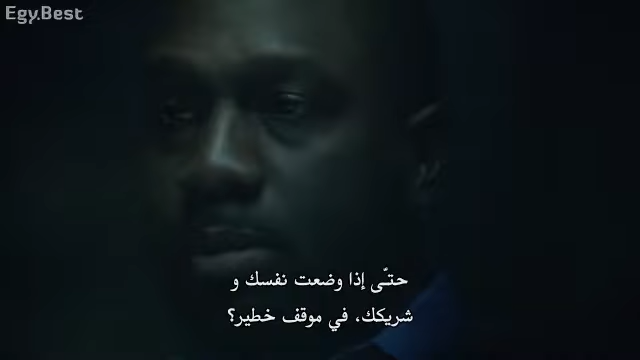 Egy.Best
حتّى إذا وضعت نفسك و
شريكك، في موقف خطير؟